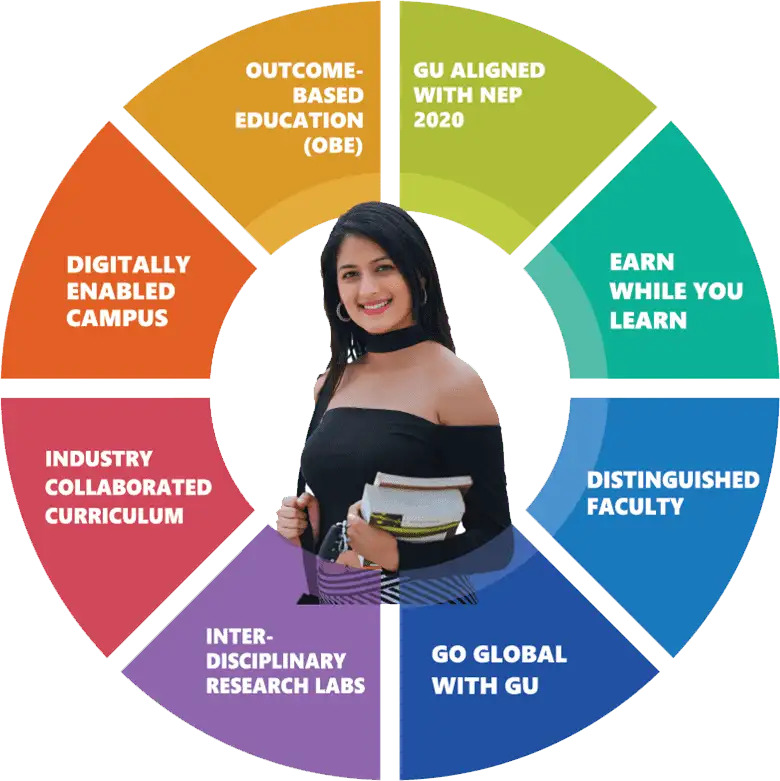 OUTCOME-
BASED
EDUCATION
(OBE)
GU ALIGNED
WITH NEP
2020
EARN
WHILE YOU
LEARN
DISTINGUISHED
FACULTY
GO GLOBAL
WITH GU
INTER-
DISCIPLINARY
RESEARCH LABS
INDUSTRY
COLLABORATED
CURRICULUM
DIGITALLY
ENABLED
CAMPUS